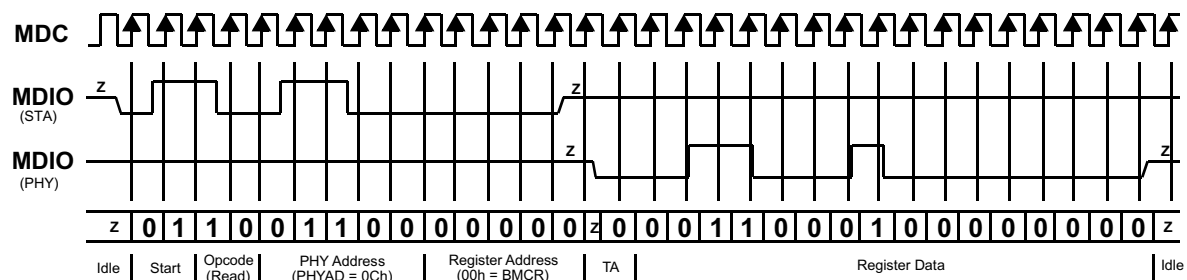 MDC
z z
MDIO
(STA)
MDIO z z
(PHY)
z 0 1 1 0 0 1 1 0 0 0 0 0 0 0 z 0 0 0 1 1 0 0 0 1 0 0 0 0 0 0 0 0 z
Idle Start Opcode PHY Address Register Address TA Register Data Idle
(Read) (PHYAD = 0Ch) (00h = BMCR)